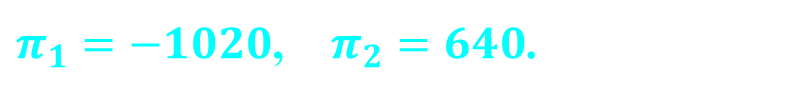 π₁ = −1020, π₂ = 640.